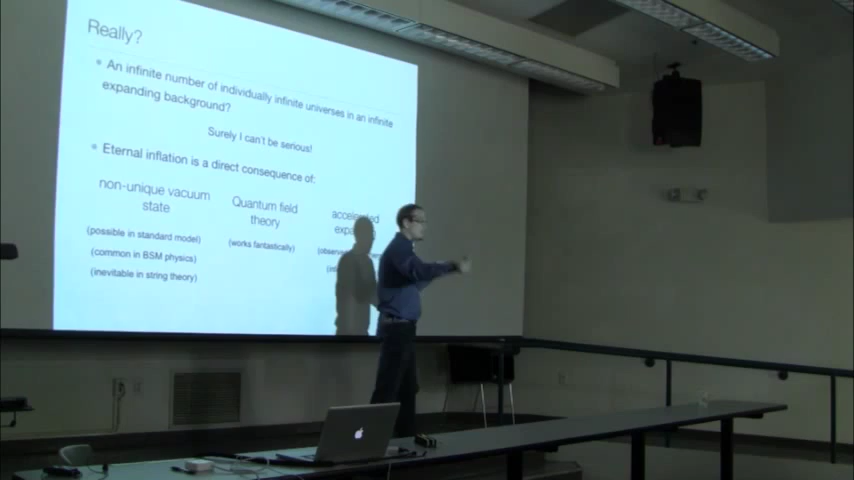 Really?
An infinite number of individually infinite universes in an infinite
expanding background?
Surely I can't be serious!
Eternal inflation is a direct consequence of:
non-unique vacuum
state
Quantum field
theory
accelerated
(possible in standard model)
(works fantastically)
(common in BSM physics)
(inevitable in string theory)